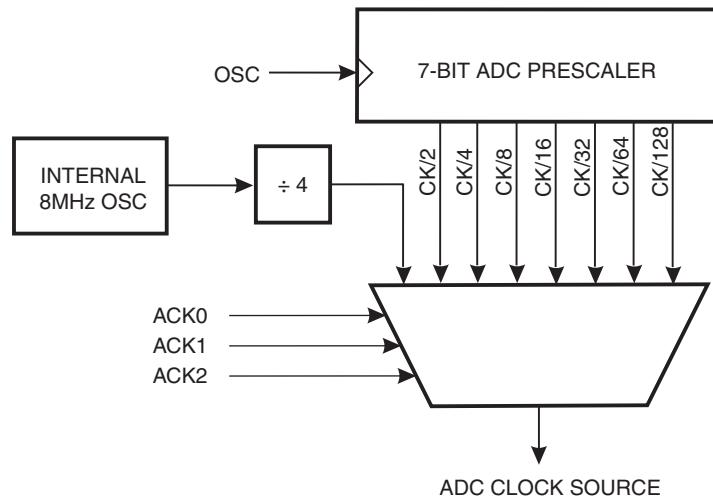 7-BIT ADC PRESCALER
OSC
CK/2
CK/4
CK/8
CK/16
CK/32
CK/64
CK/128
INTERNAL
8MHz OSC
÷ 4
ACK0
ACK1
ACK2
ADC CLOCK SOURCE